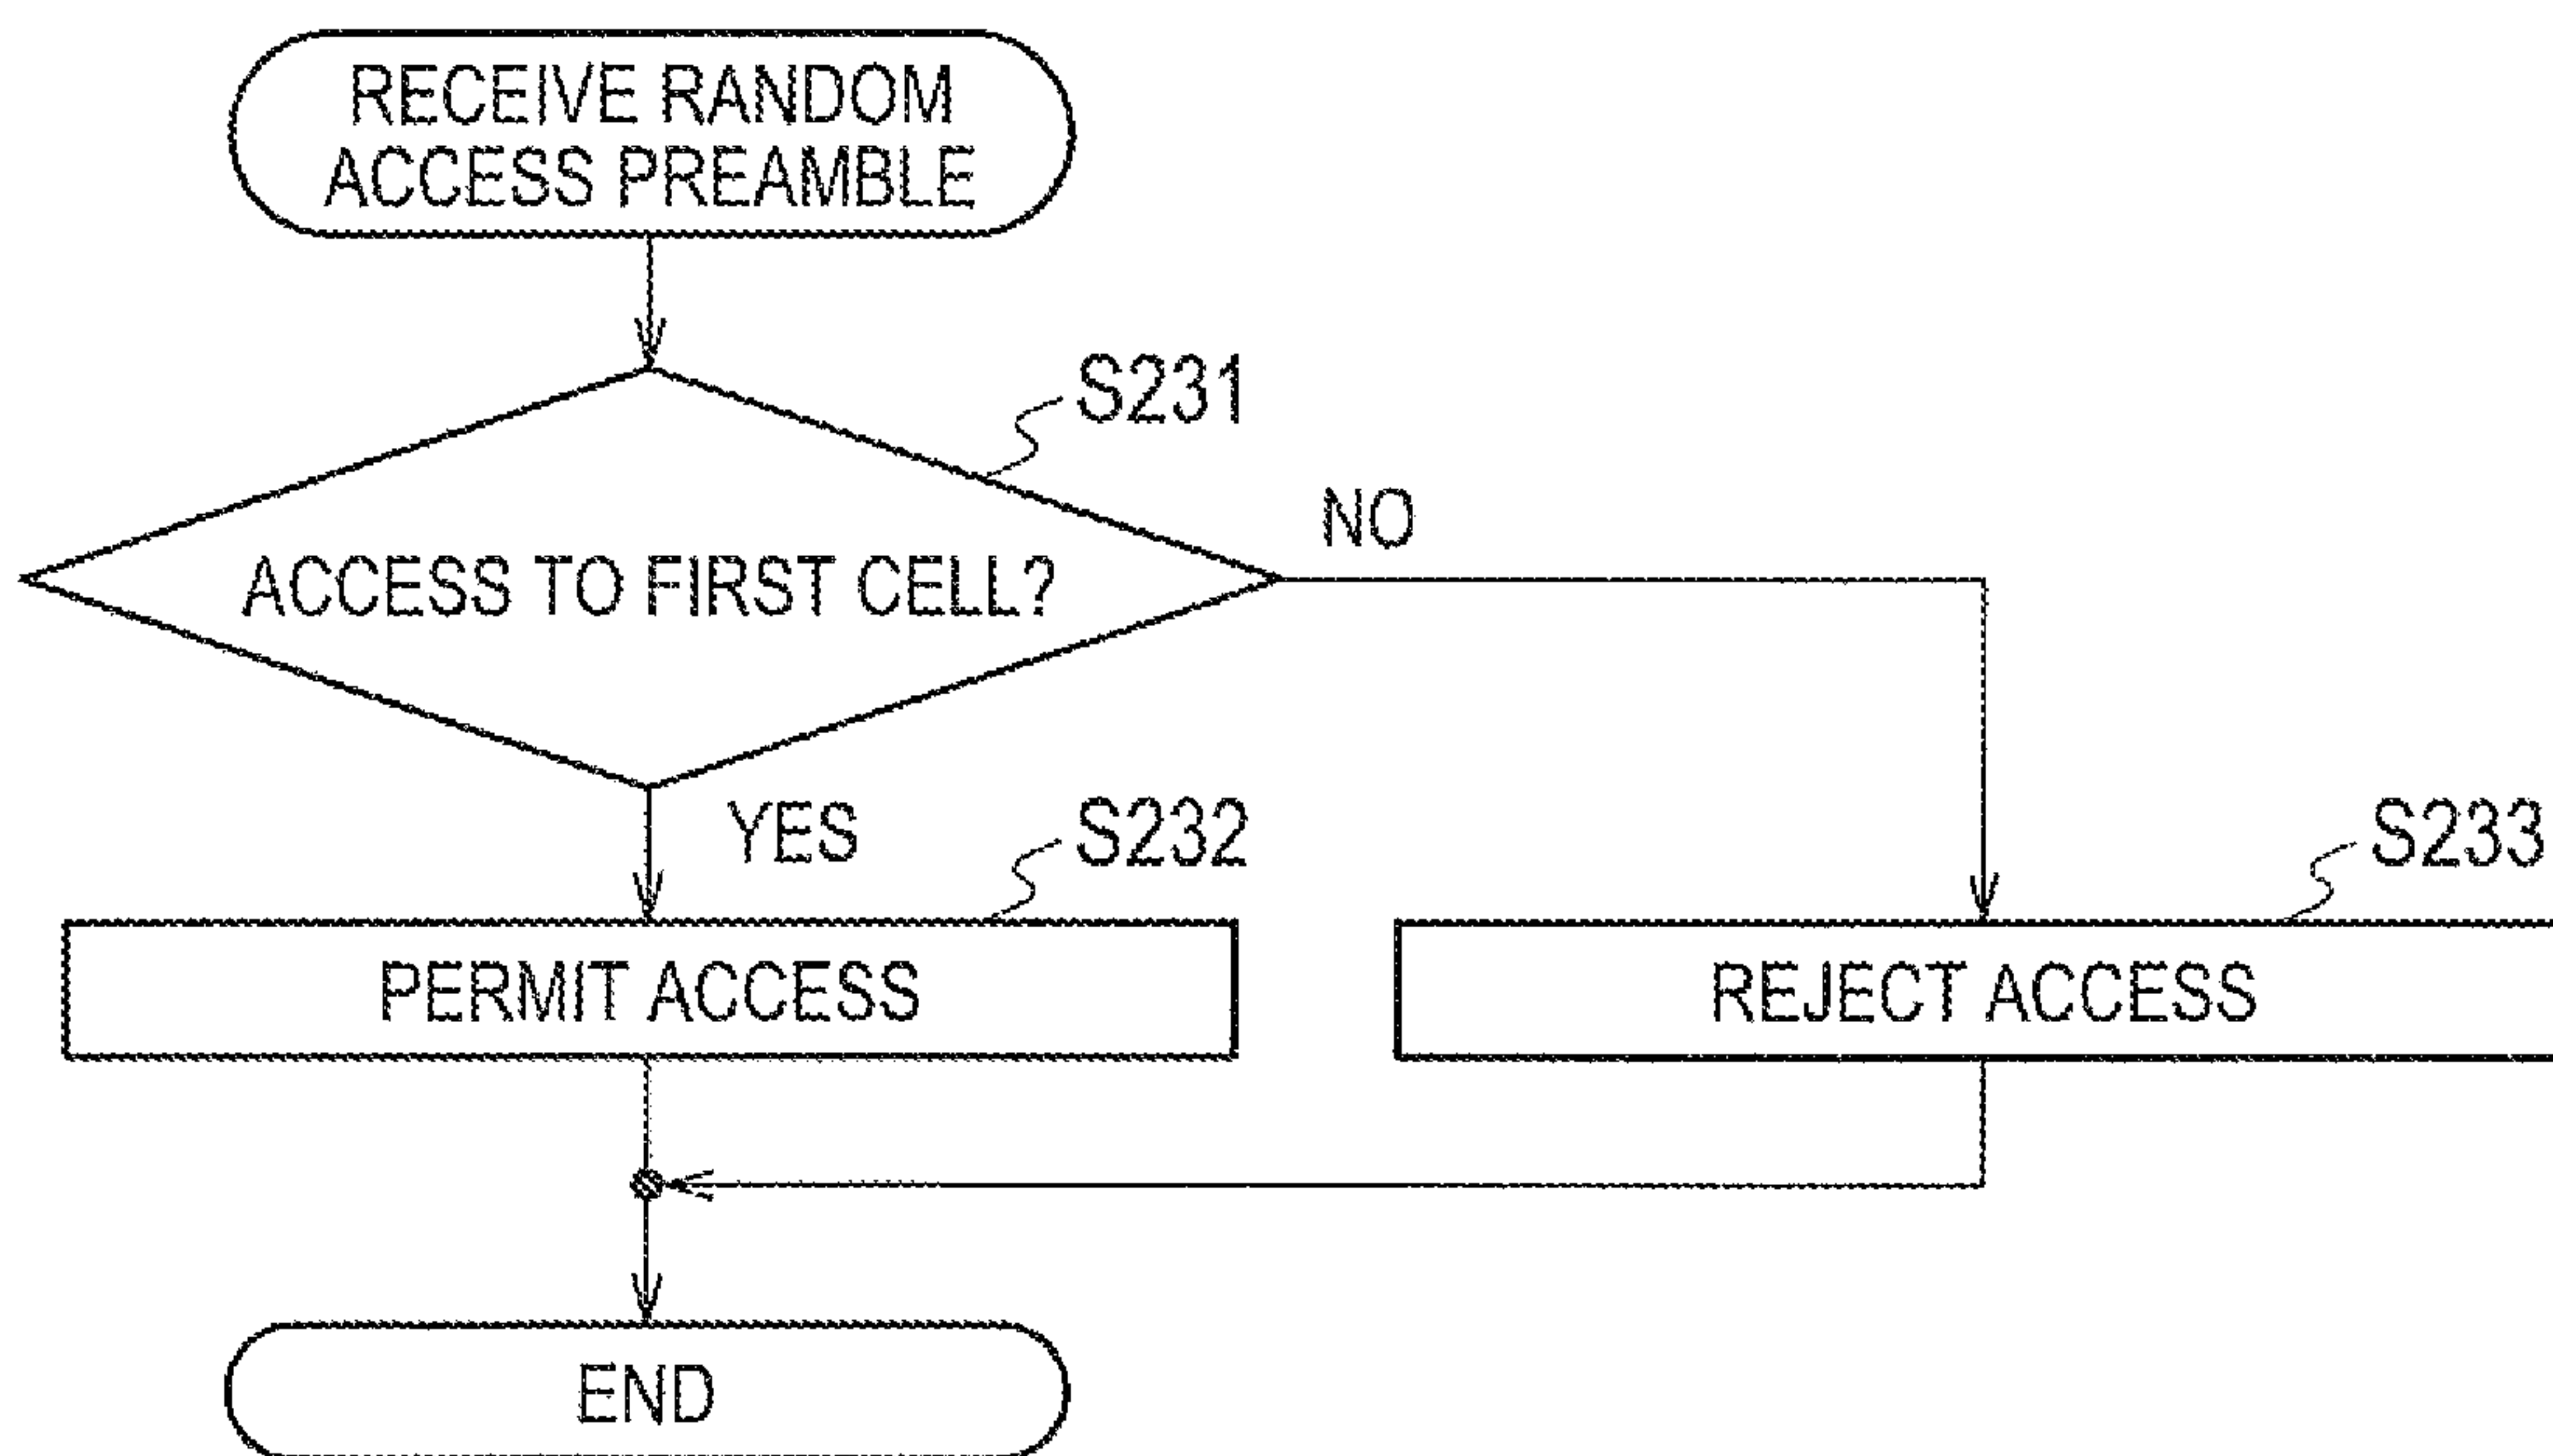 RECEIVE RANDOM
ACCESS PREAMBLE
S231
ACCESS TO FIRST CELL?
NO
YES
S232
S233
PERMIT ACCESS
REJECT ACCESS
END